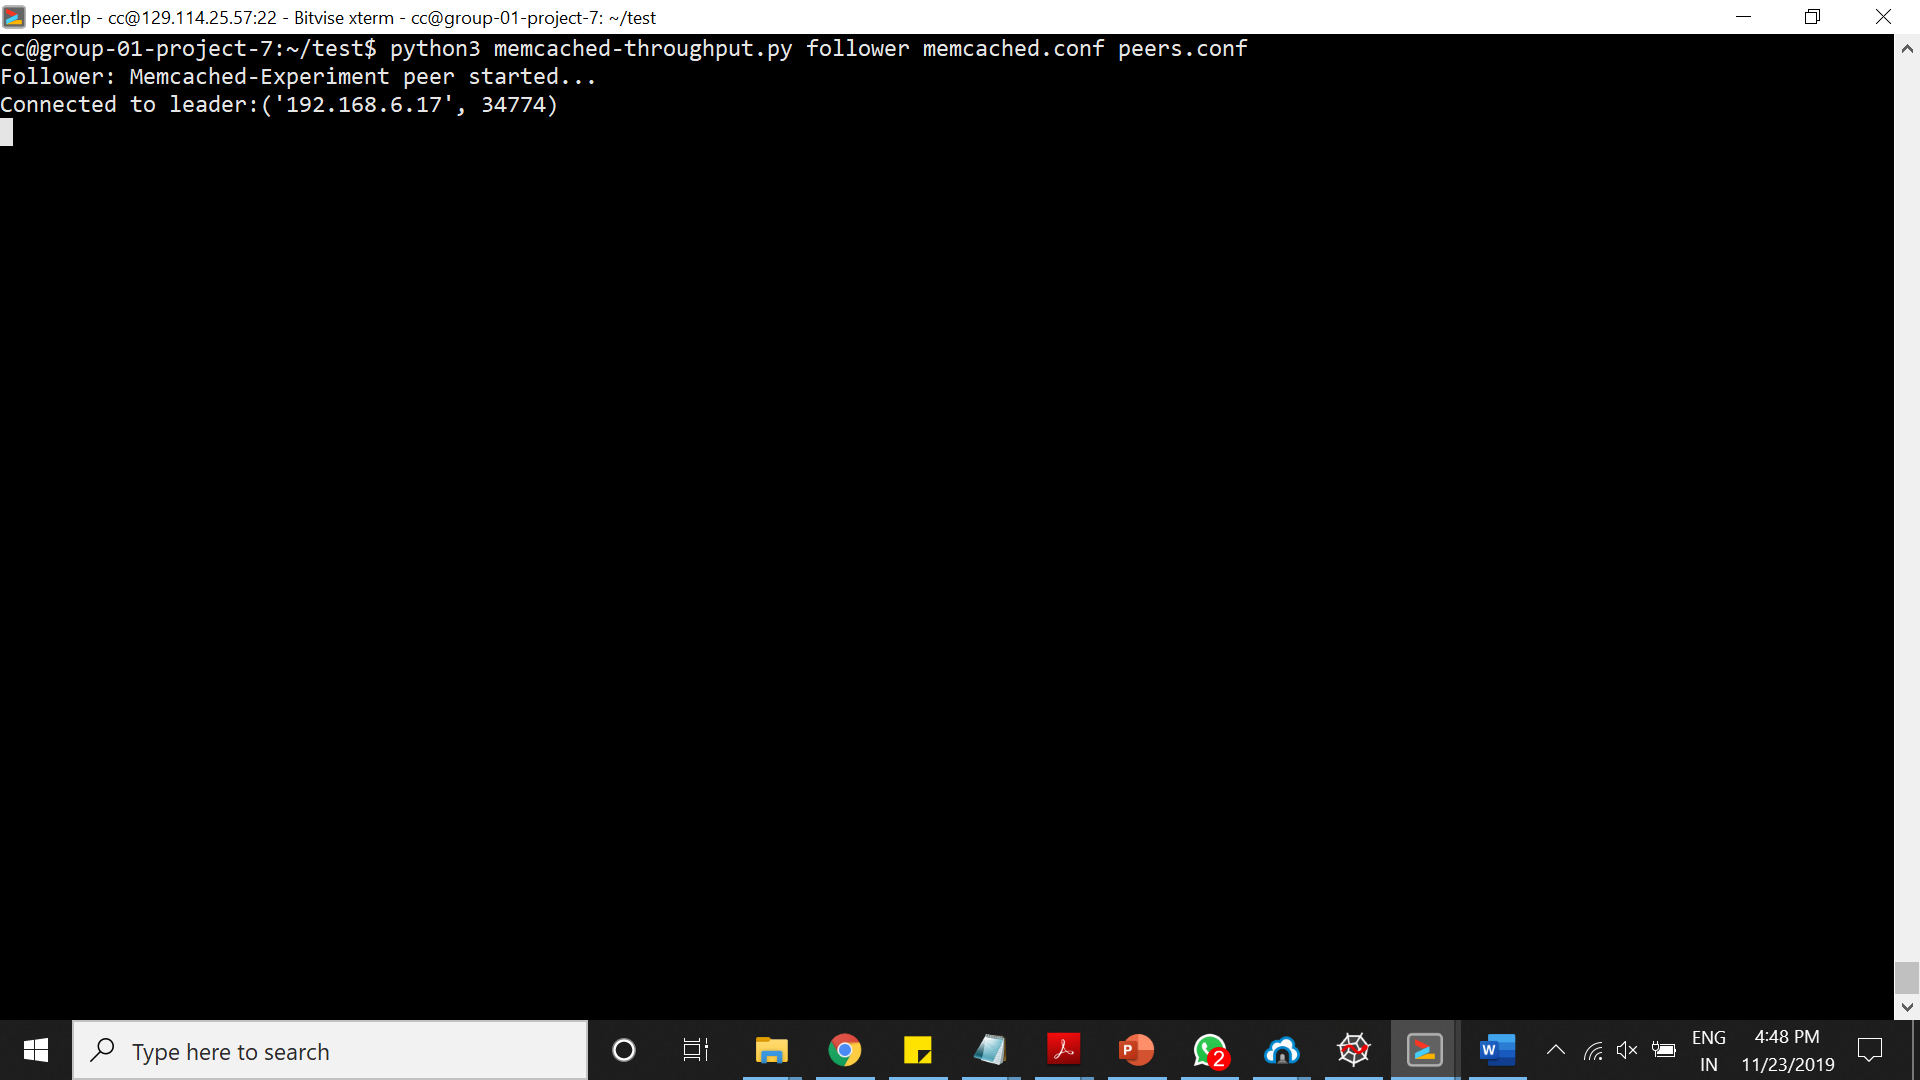 peer.tlp - cc@129.114.25.57:22 - Bitvise xterm - cc@group-01-project-7: ~/test
cc@group-01-project-7:~/test$ python3 memcached-throughput.py follower memcached.conf peers.conf
Follower: Memcached-Experiment peer started...
Connected to leader:('192.168.6.17', 34774)
Type here to search
P
2
W
ENG
IN
4:48 PM
11/23/2019